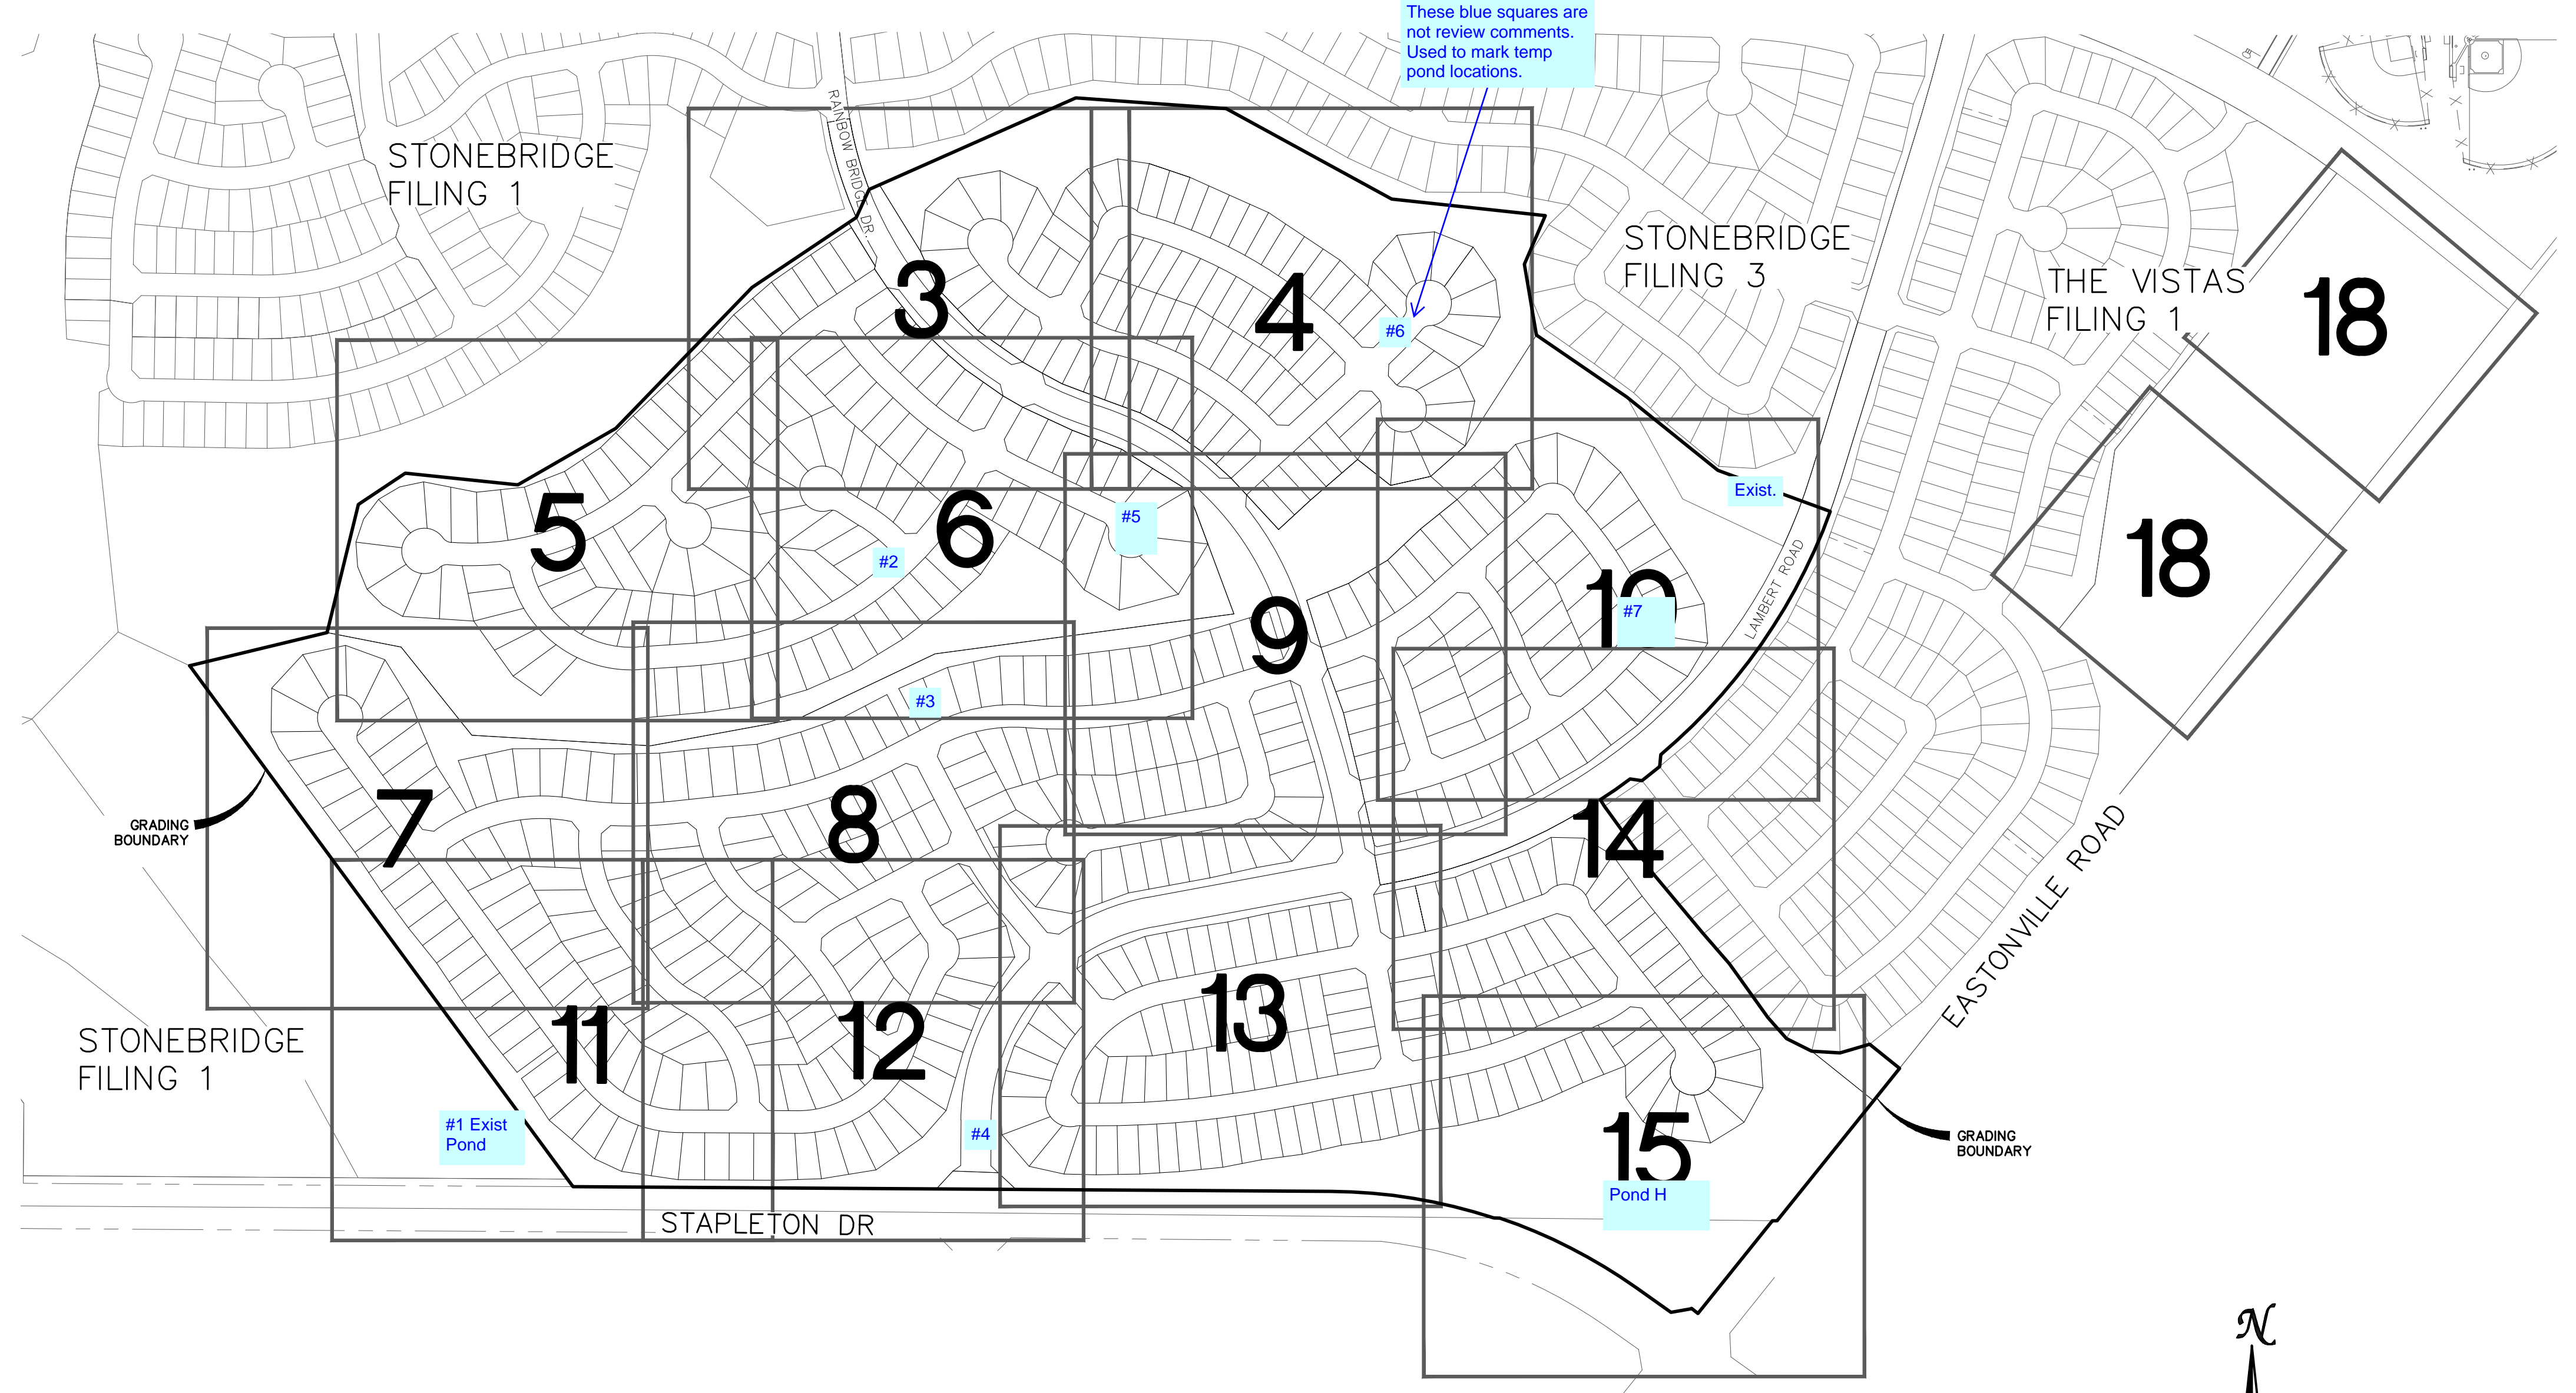 These blue squares are
not review comments.
Used to mark temp
pond locations.
RAINBOW BRIDGE DR.
STONEBRIDGE
FILING 1
STONEBRIDGE
FILING 3
THE VISTAS
FILING 1
18
3
4
#6
5
6
#5
#2
Exist.
18
LAMBERT ROAD
9
10
#7
#3
7
8
14
GRADING
BOUNDARY
EASTONVILLE ROAD
STONEBRIDGE
FILING 1
11
12
13
#1 Exist
Pond
#4
15
GRADING
BOUNDARY
Pond H
STAPLETON DR
N